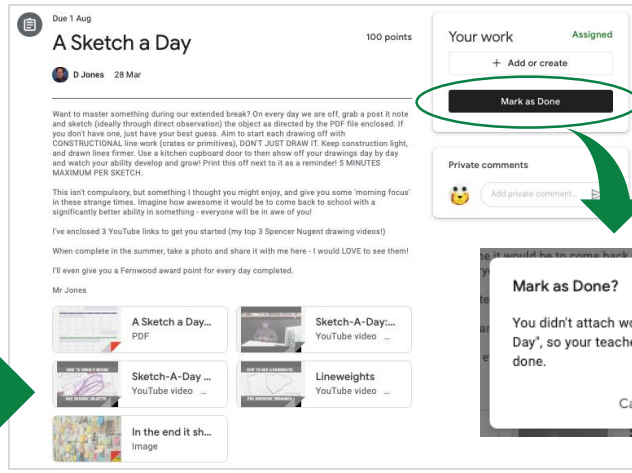 Due 1 Aug
A Sketch a Day
100 points
D Jones 28 Mar
Want to master something during our extended break? On every day we are off, grab a post it note
and sketch (ideally through direct observation) the object as directed by the PDF file enclosed. If
you don't have one, just have your best guess. Aim to start each drawing off with
CONSTRUCTIONAL line work (crates or primitives), DON'T JUST DRAW IT. Keep construction light,
and drawn lines firmer. Use a kitchen cupboard door to then show off your drawings day by day
and watch your ability develop and grow! Print this off next to it as a reminder! 5 MINUTES
MAXIMUM PER SKETCH.
This isn't compulsory, but something I thought you might enjoy, and give you some 'morning focus'
in these strange times. Imagine how awesome it would be to come back to school with a
significantly better ability in something - everyone will be in awe of you!
I've enclosed 3 YouTube links to get you started (my top 3 Spencer Nugent drawing videos!)
When complete in the summer, take a photo and share it with me here - I would LOVE to see them!
I'll even give you a Fernwood award point for every day completed.
Mr Jones
A Sketch a Day...
PDF
Sketch-A-Day:...
YouTube video ...
Sketch-A-Day ...
YouTube video ...
Lineweights
YouTube video ...
In the end it sh...
Image
Your work
Assigned
+ Add or create
Mark as Done
Private comments
Add private comment...
it would be to come back
Mark as Done?
You didn't attach wo
Day", so your teache
done.
Ca